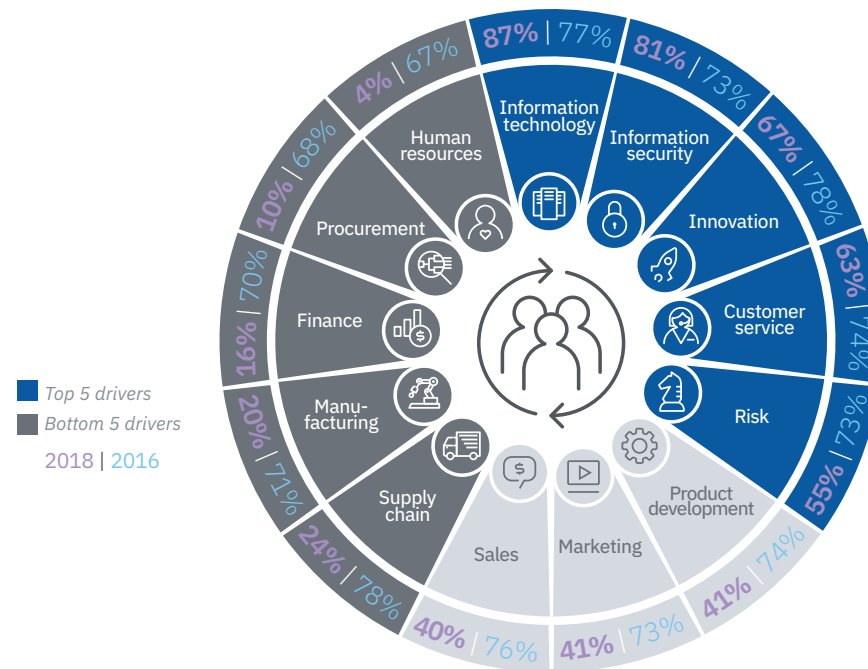 87% | 77%
Information
technology
81% | 73%
Information
security
67% | 78%
Innovation
63% | 74%
Customer
service
55% | 73%
Risk
41% | 74%
Product
development
41% | 73%
Marketing
40% | 76%
Sales
24% | 78%
Supply
chain
20% | 71%
Manu-
facturing
16% | 70%
Finance
10% | 68%
Procurement
4% | 67%
Human
resources
$
$
Top 5 drivers
Bottom 5 drivers
2018 | 2016